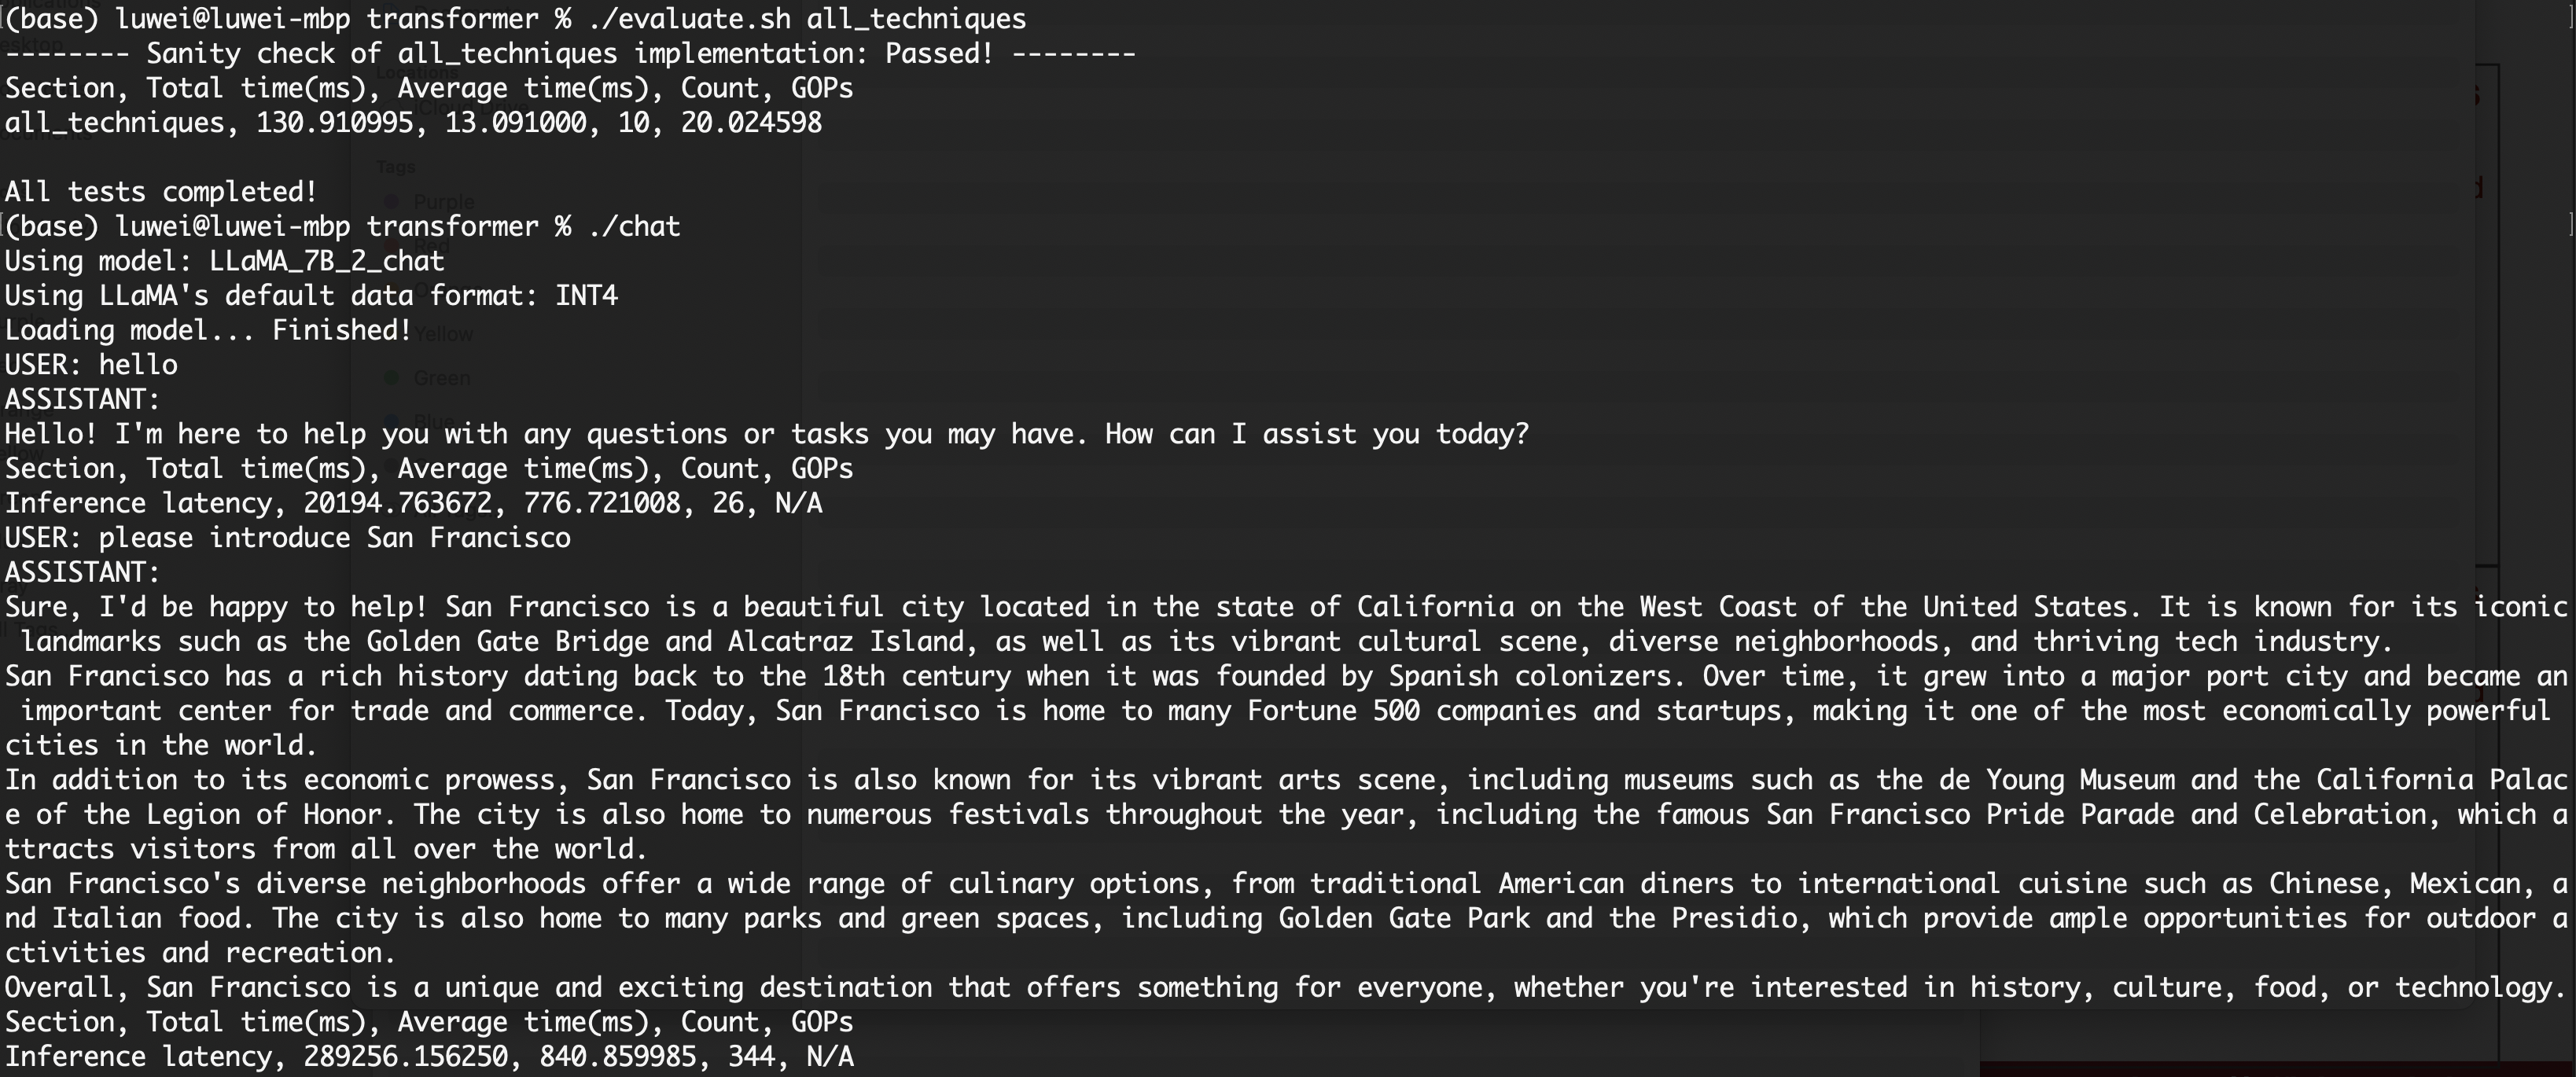 (base) luwei@luwei-mbp transformer % ./evaluate.sh all_techniques
-------- Sanity check of all_techniques implementation: Passed! --------
Section, Total time(ms), Average time(ms), Count, GOPs
all_techniques, 130.910995, 13.091000, 10, 20.024598
All tests completed!
(base) luwei@luwei-mbp transformer % ./chat
Using model: LLaMA_7B_2_chat
Using LLaMA's default data format: INT4
Loading model... Finished!
USER: hello
ASSISTANT:
Hello! I'm here to help you with any questions or tasks you may have. How can I assist you today?
Section, Total time(ms), Average time(ms), Count, GOPs
Inference latency, 20194.763672, 776.721008, 26, N/A
USER: please introduce San Francisco
ASSISTANT:
Sure, I'd be happy to help! San Francisco is a beautiful city located in the state of California on the West Coast of the United States. It is known for its iconic
landmarks such as the Golden Gate Bridge and Alcatraz Island, as well as its vibrant cultural scene, diverse neighborhoods, and thriving tech industry.
San Francisco has a rich history dating back to the 18th century when it was founded by Spanish colonizers. Over time, it grew into a major port city and became an
important center for trade and commerce. Today, San Francisco is home to many Fortune 500 companies and startups, making it one of the most economically powerful
cities in the world.
In addition to its economic prowess, San Francisco is also known for its vibrant arts scene, including museums such as the de Young Museum and the California Palac
e of the Legion of Honor. The city is also home to numerous festivals throughout the year, including the famous San Francisco Pride Parade and Celebration, which a
ttracts visitors from all over the world.
San Francisco's diverse neighborhoods offer a wide range of culinary options, from traditional American diners to international cuisine such as Chinese, Mexican, a
nd Italian food. The city is also home to many parks and green spaces, including Golden Gate Park and the Presidio, which provide ample opportunities for outdoor a
ctivities and recreation.
Overall, San Francisco is a unique and exciting destination that offers something for everyone, whether you're interested in history, culture, food, or technology.
Section, Total time(ms), Average time(ms), Count, GOPs
Inference latency, 289256.156250, 840.859985, 344, N/A
Locations
iCloud Drive
Tags
Purple
Red
Yellow
Green
Blue